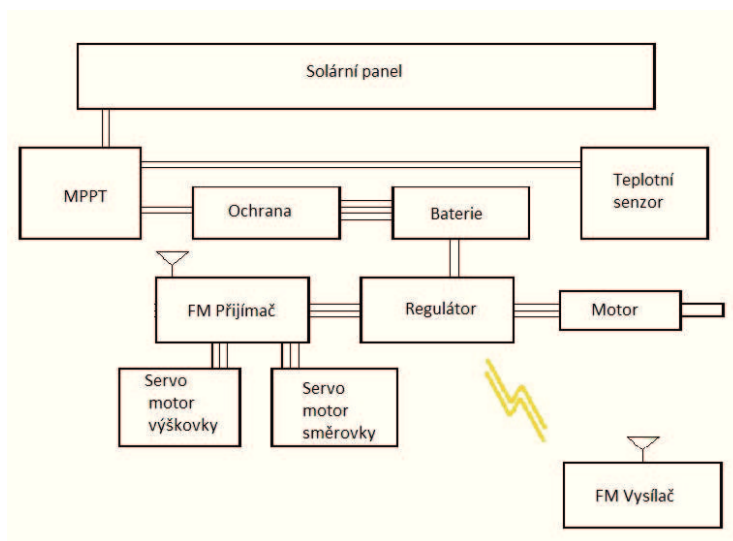 Solární panel
MPPT
Teplotní
senzor
Ochrana
Baterie
FM Přijímač
Regulátor
Motor
Servo
motor
výškovky
Servo
motor
směrovky
FM Vysílač